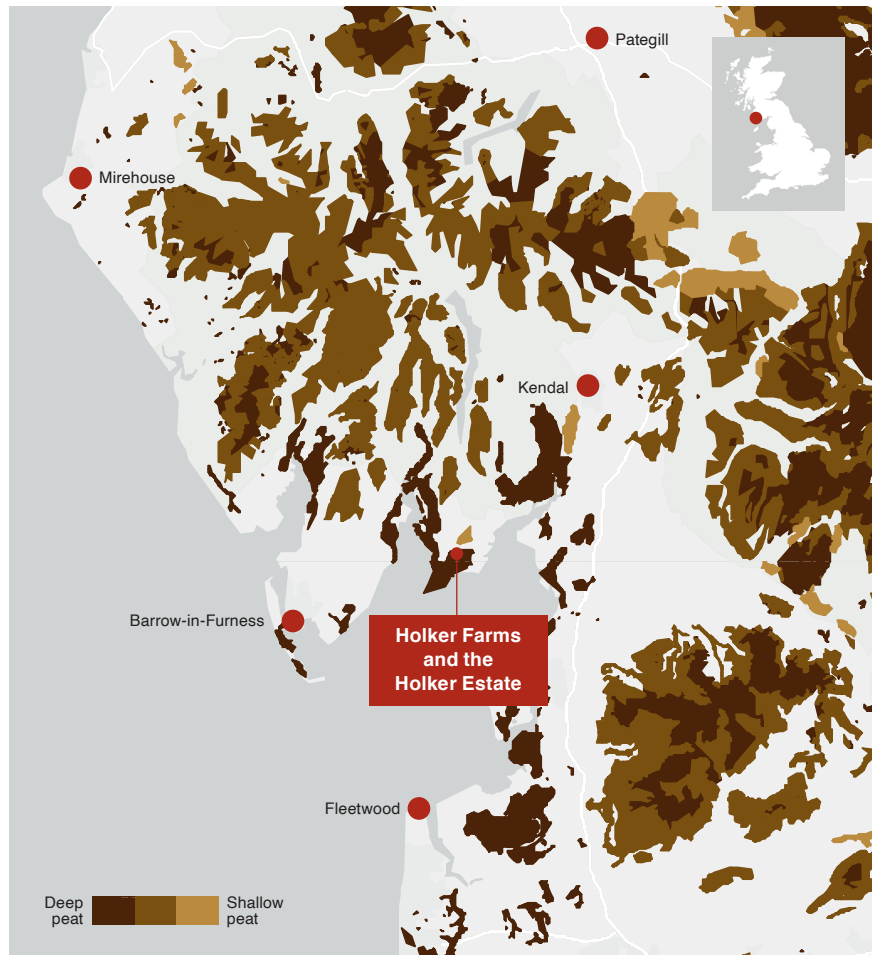 Pategill
Mirehouse
Kendal
Barrow-in-Furness
Holker Farms
and the
Holker Estate
Fleetwood
Deep
peat
Shallow
peat